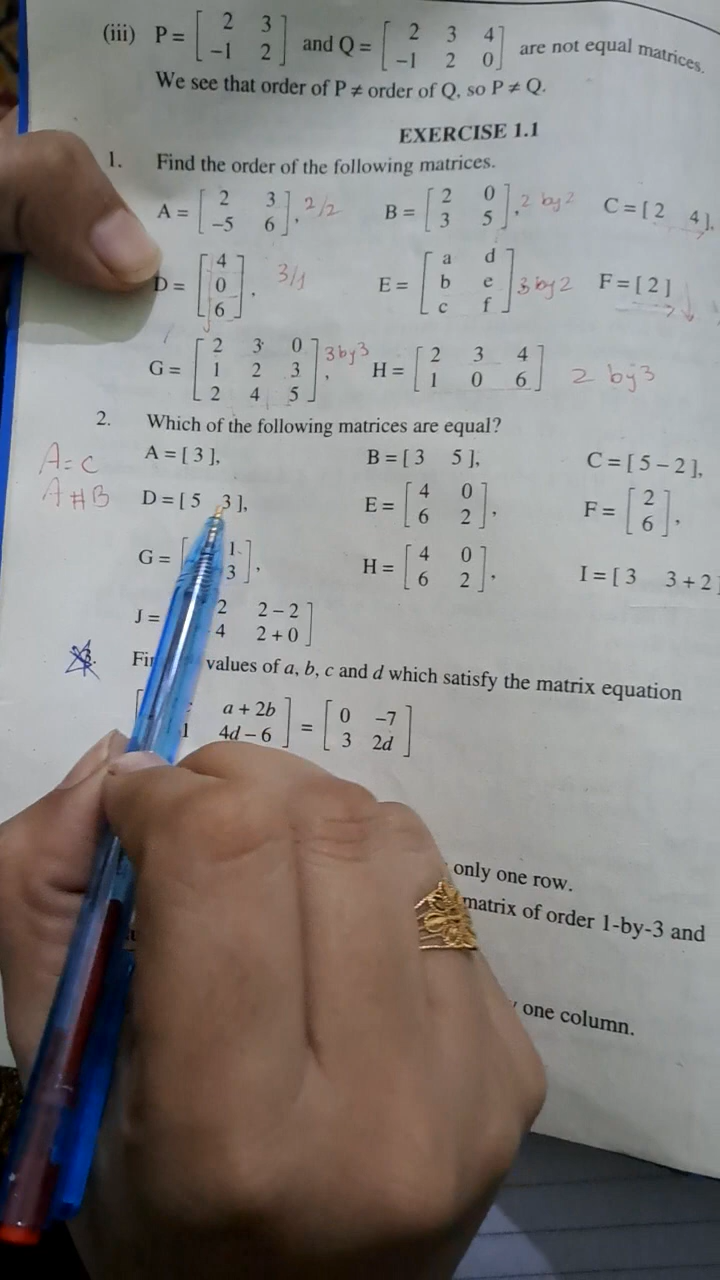 (iii) P = [ 2 3 -1 2 ] and Q = [ 2 3 4 -1 2 0 ] are not equal matrices.
We see that order of P ≠ order of Q, so P ≠ Q.
EXERCISE 1.1
1. Find the order of the following matrices.
A = [ 2 3 -5 6 ], 2/2 B = [ 2 0 3 5 ], 2 by 2 C = [ 2 4 ],
D = [ 4 0 6 ], 3/1 E = [ a d b e c f ] 3 by 2 F = [ 2 ]
G = [ 2 3 0 1 2 3 2 4 5 ], 3 by 3 H = [ 2 3 4 1 0 6 ] 2 by 3
2. Which of the following matrices are equal?
A = C A = [ 3 ], B = [ 3 5 ], C = [ 5 – 2 ],
A ≠ B D = [ 5 3 ], E = [ 4 0 6 2 ], F = [ 2 6 ],
G = [ 1 3 ], H = [ 4 0 6 2 ], I = [ 3 3 + 2 ]
J = 2 2 – 2 4 2 + 0 ]
3. values of a, b, c and d which satisfy the matrix equation
[ a + 2b 1 4d – 6 ] = [ 0 -7 3 2d ]
only one row.
matrix of order 1-by-3 and
one column.